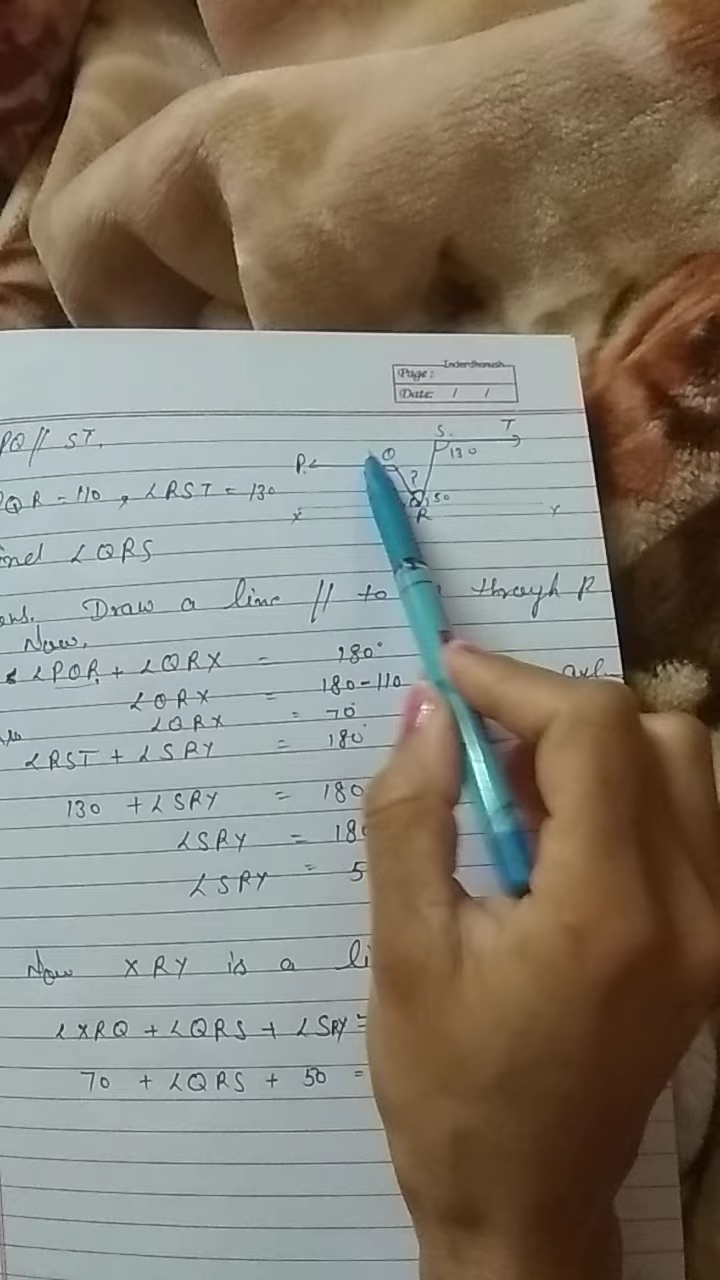 Inderdhanush
Page :
Date: / /
PQ // ST,
S. T
130
P Q
?
QR = 110, ∠RST = 130
50
X R Y
∠QRS
Draw a line // to through R
Now,
∠PQR + ∠QRX = 180°
∠QRX = 180-110
∠QRX = 70°
∠RST + ∠SRY = 180°
130 + ∠SRY = 180
∠SRY = 18
∠SRY = 5
Now XRY is a li
∠XRQ + ∠QRS + ∠SRY =
70 + ∠QRS + 50 =